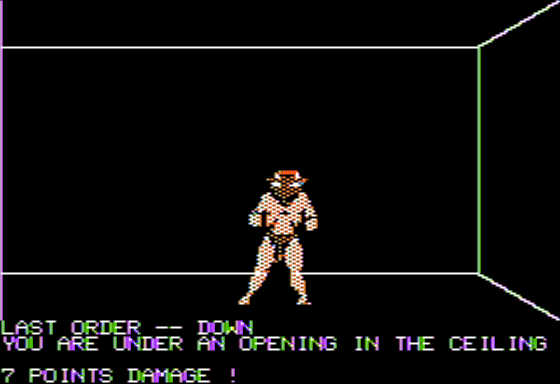 LAST ORDER -- DOWN
YOU ARE UNDER AN OPENING IN THE CEILING
7 POINTS DAMAGE !